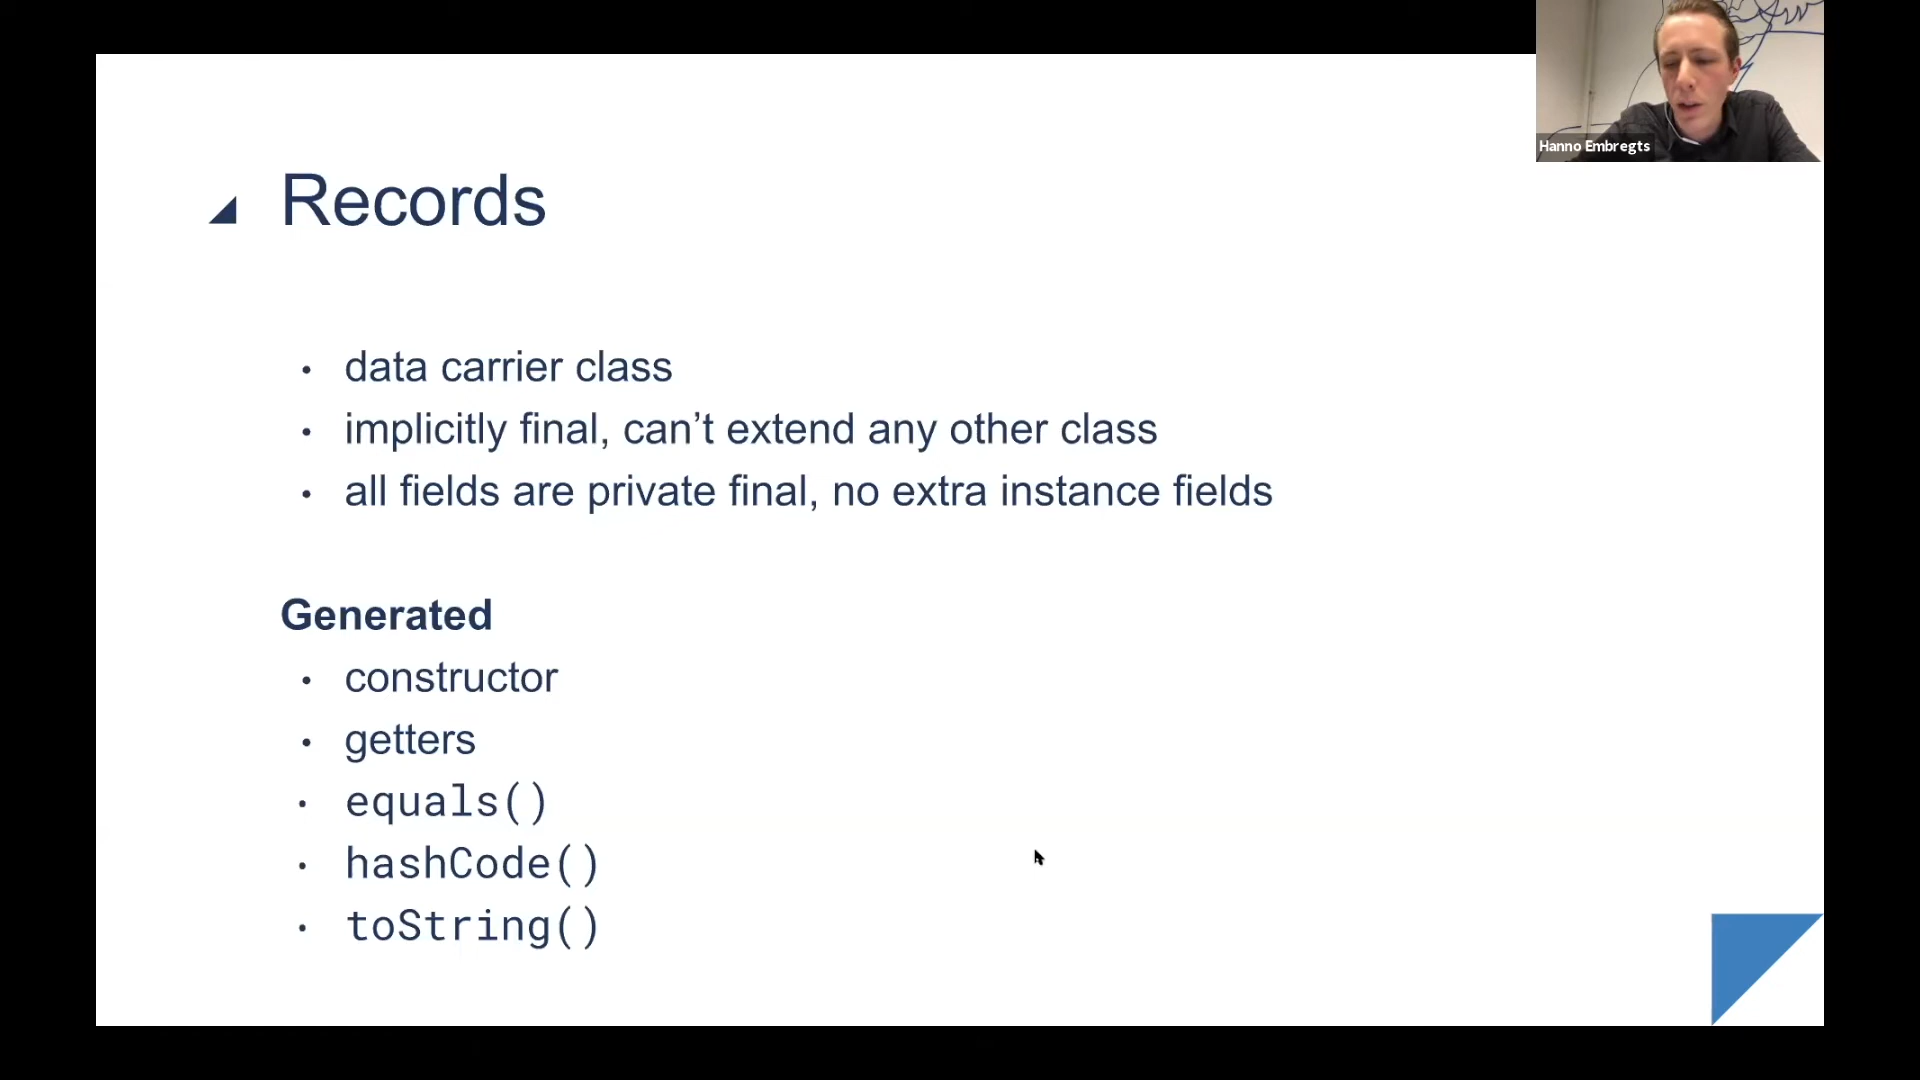 Hanno Embregts
Records
• data carrier class
• implicitly final, can’t extend any other class
• all fields are private final, no extra instance fields
Generated
• constructor
• getters
• equals()
• hashCode()
• toString()